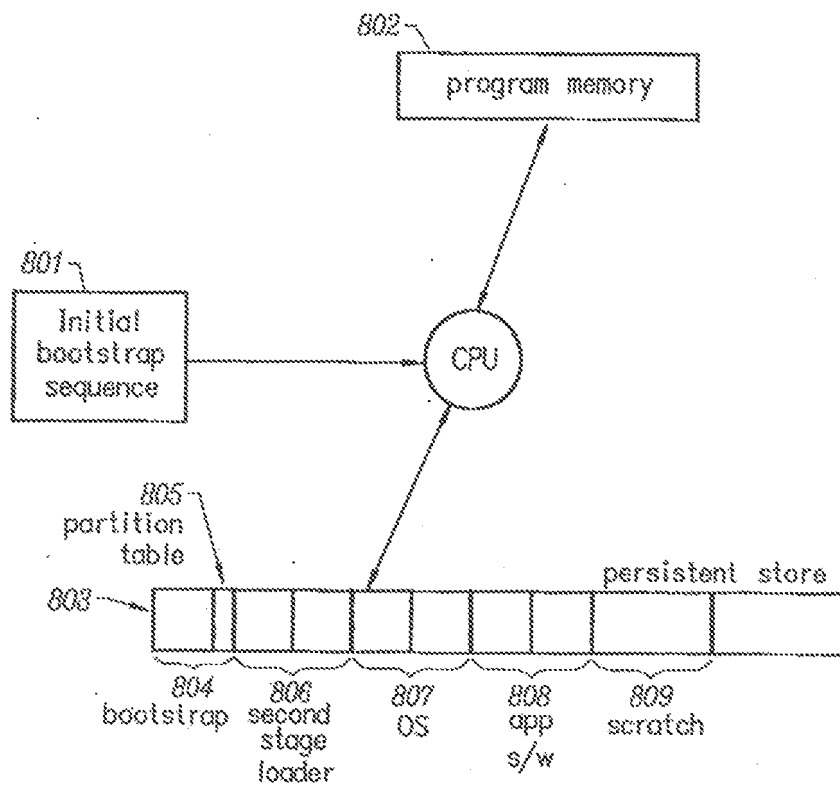 802
program memory
801
Initial
bootstrap
sequence
CPU
805
partition
table
persistent store
803
804
bootstrap
806
second
stage
loader
807
OS
808
app
s/w
809
scratch